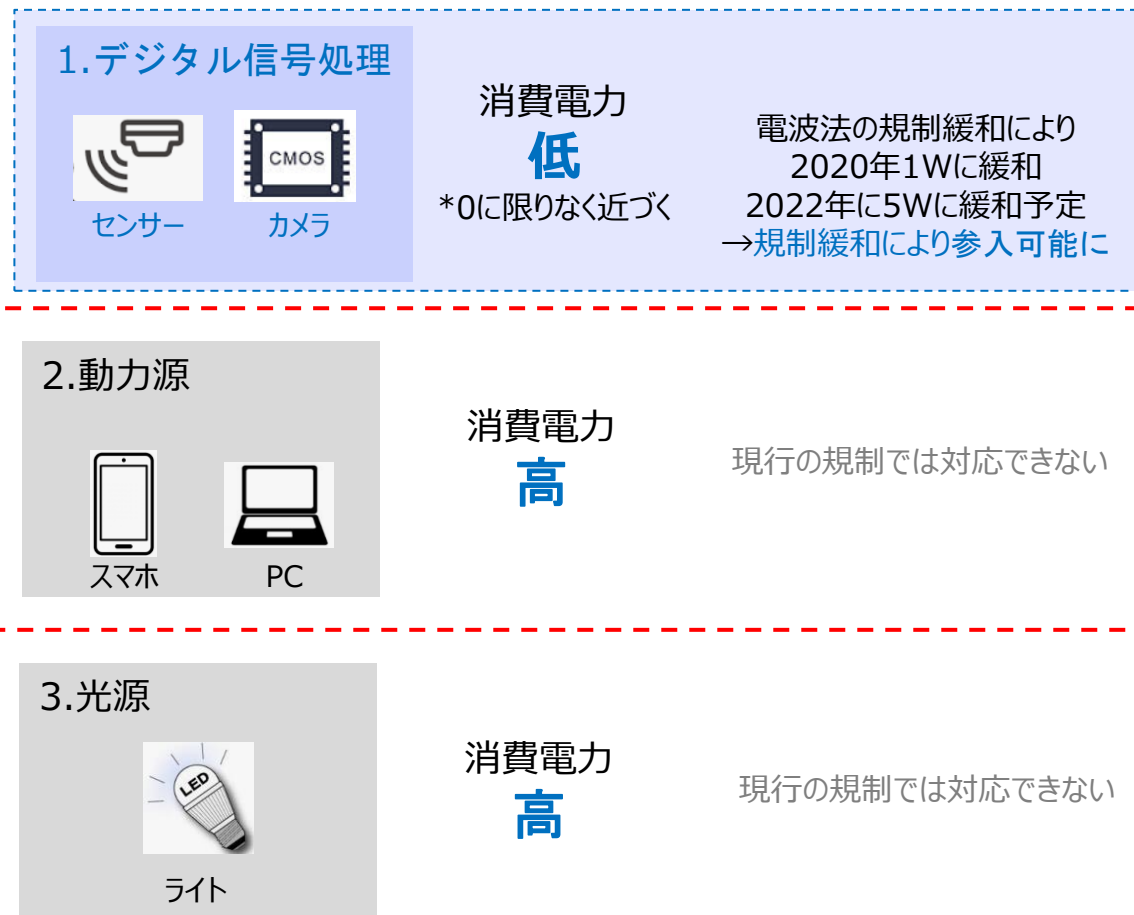 1.デジタル信号処理
CMOS
センサー
カメラ
消費電力
低
*0に限りなく近づく
電波法の規制緩和により
2020年1Wに緩和
2022年に5Wに緩和予定
→規制緩和により参入可能に
2.動力源
スマホ
PC
消費電力
高
現行の規制では対応できない
3.光源
LED
ライト
消費電力
高
現行の規制では対応できない